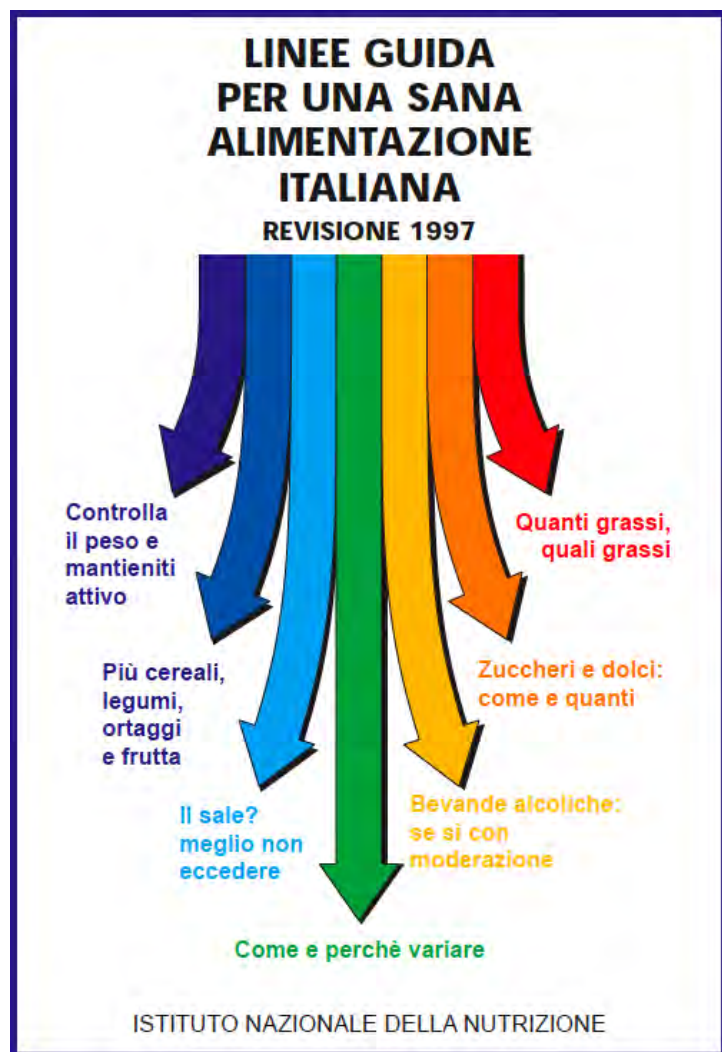 LINEE GUIDA
PER UNA SANA
ALIMENTAZIONE
ITALIANA
REVISIONE 1997
Controlla
il peso e
mantieniti
attivo
Più cereali,
legumi,
ortaggi
e frutta
Il sale?
meglio non
eccedere
Come e perchè variare
Bevande alcoliche:
se si con
moderazione
Zuccheri e dolci:
come e quanti
Quanti grassi,
quali grassi
ISTITUTO NAZIONALE DELLA NUTRIZIONE